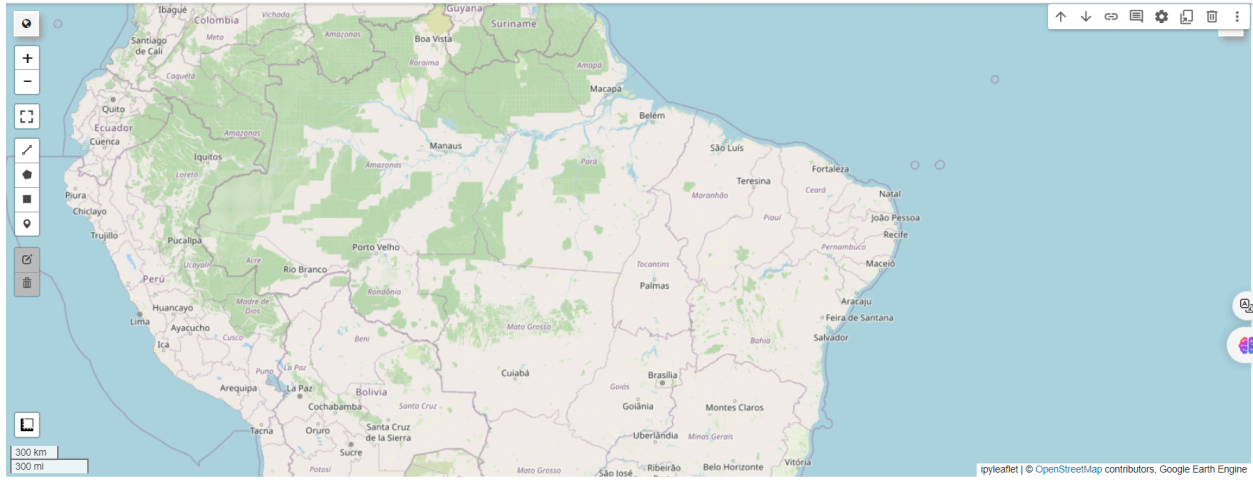 Ibagué
Vichada
Colombia
Guyana
Suriname
Santiago
de Cali
Meta
Amazonas
Boa Vista
Roraima
Amapá
Caquetá
Macapá
Quito
Belém
Ecuador
Amazonas
Cuenca
Manaus
São Luís
Iquitos
Amazonas
Pará
Fortaleza
Loreto
Teresina
Ceará
Piura
Maranhão
Natal
Chiclayo
Piauí
João Pessoa
Trujillo
Recife
Pucallpa
Porto Velho
Pernambuco
Ucayali
Acre
Rio Branco
Tocantins
Maceió
Perú
Palmas
Rondônia
Huancayo
Madre de
Dios
Aracaju
Lima
Ayacucho
Mato Grosso
Feira de Santana
Ica
Cusco
Beni
Bahia
Salvador
Puno
La Paz
Cuiabá
Brasília
Arequipa
La Paz
Bolivia
Goiás
Cochabamba
Santa Cruz
Goiânia
Montes Claros
Tacna
Oruro
Santa Cruz
de la Sierra
Uberlândia
Minas Gerais
Sucre
Potosí
Mato Grosso
São José
Ribeirão
Belo Horizonte
Vitória
300 km
300 mi
ipyleaflet | © OpenStreetMap contributors, Google Earth Engine